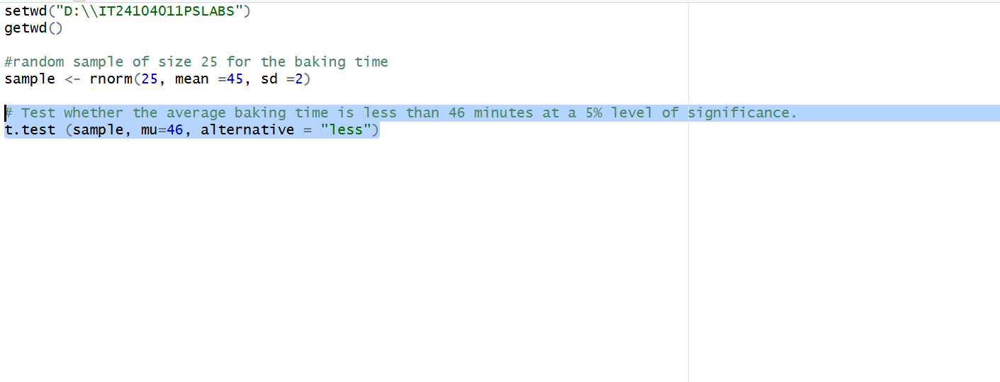 setwd("D:\\IT24104011PSLABS")
getwd()
#random sample of size 25 for the baking time
sample <- rnorm(25, mean =45, sd =2)
# Test whether the average baking time is less than 46 minutes at a 5% level of significance.
t.test (sample, mu=46, alternative = "less")